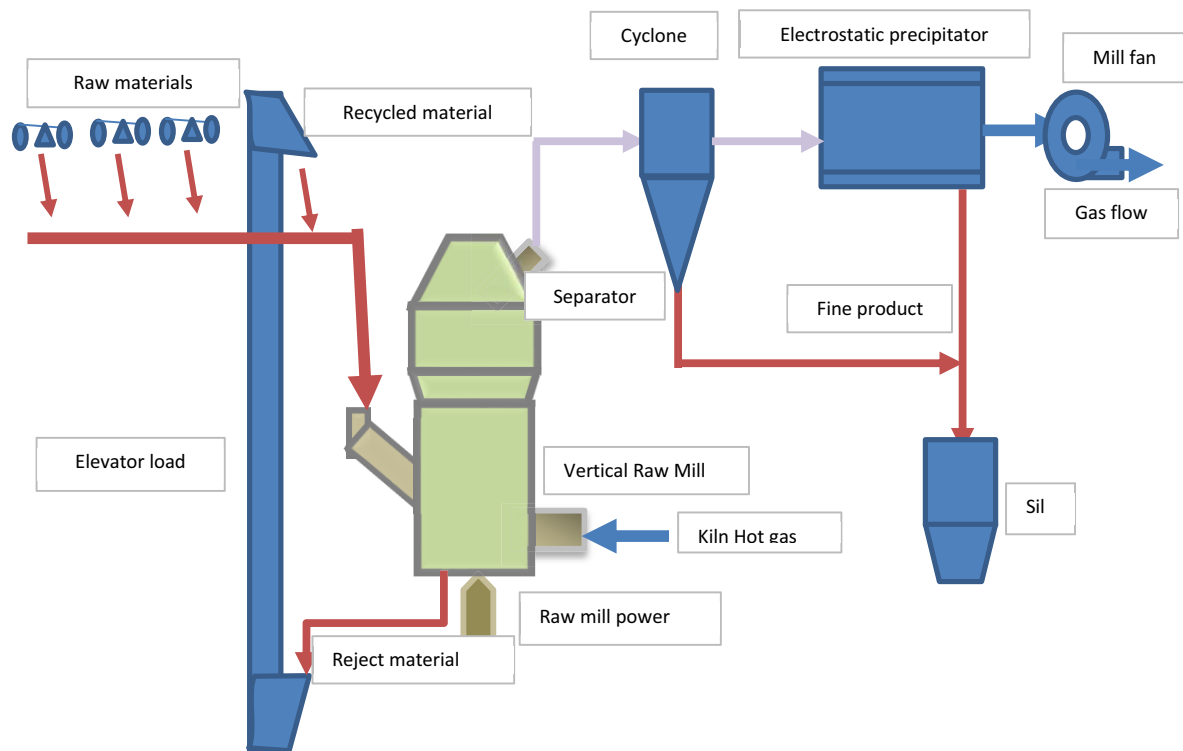 Cyclone
Electrostatic precipitator
Mill fan
Raw materials
Recycled material
Gas flow
Separator
Fine product
Elevator load
Vertical Raw Mill
Sil
Kiln Hot gas
Raw mill power
Reject material